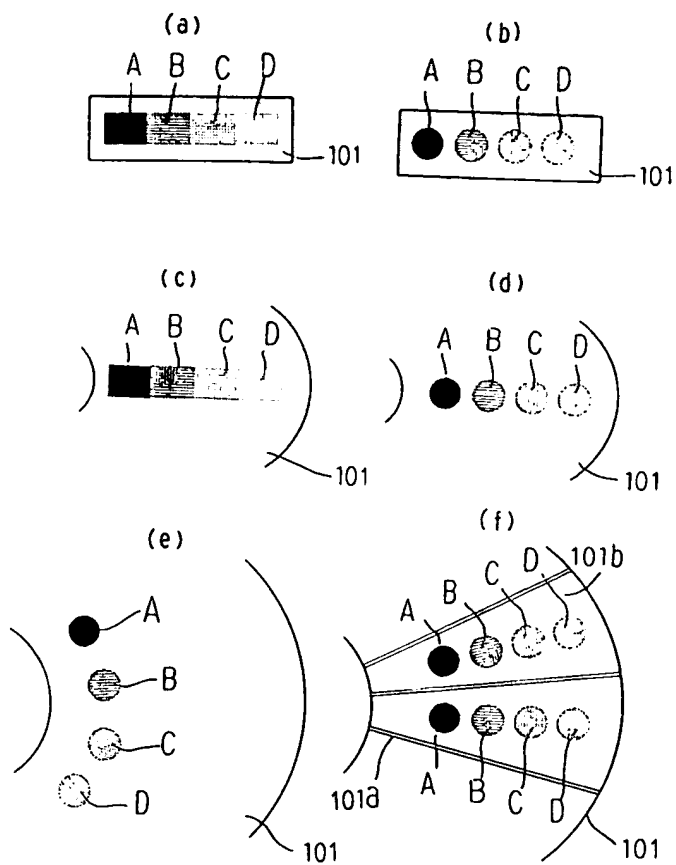 (a)
A B C D
101
(b)
A B C D
101
(c)
A B C D
101
(d)
A B C D
101
(e)
A
B
C
D
101
(f)
A B C D 101b
A B C D
101a
101